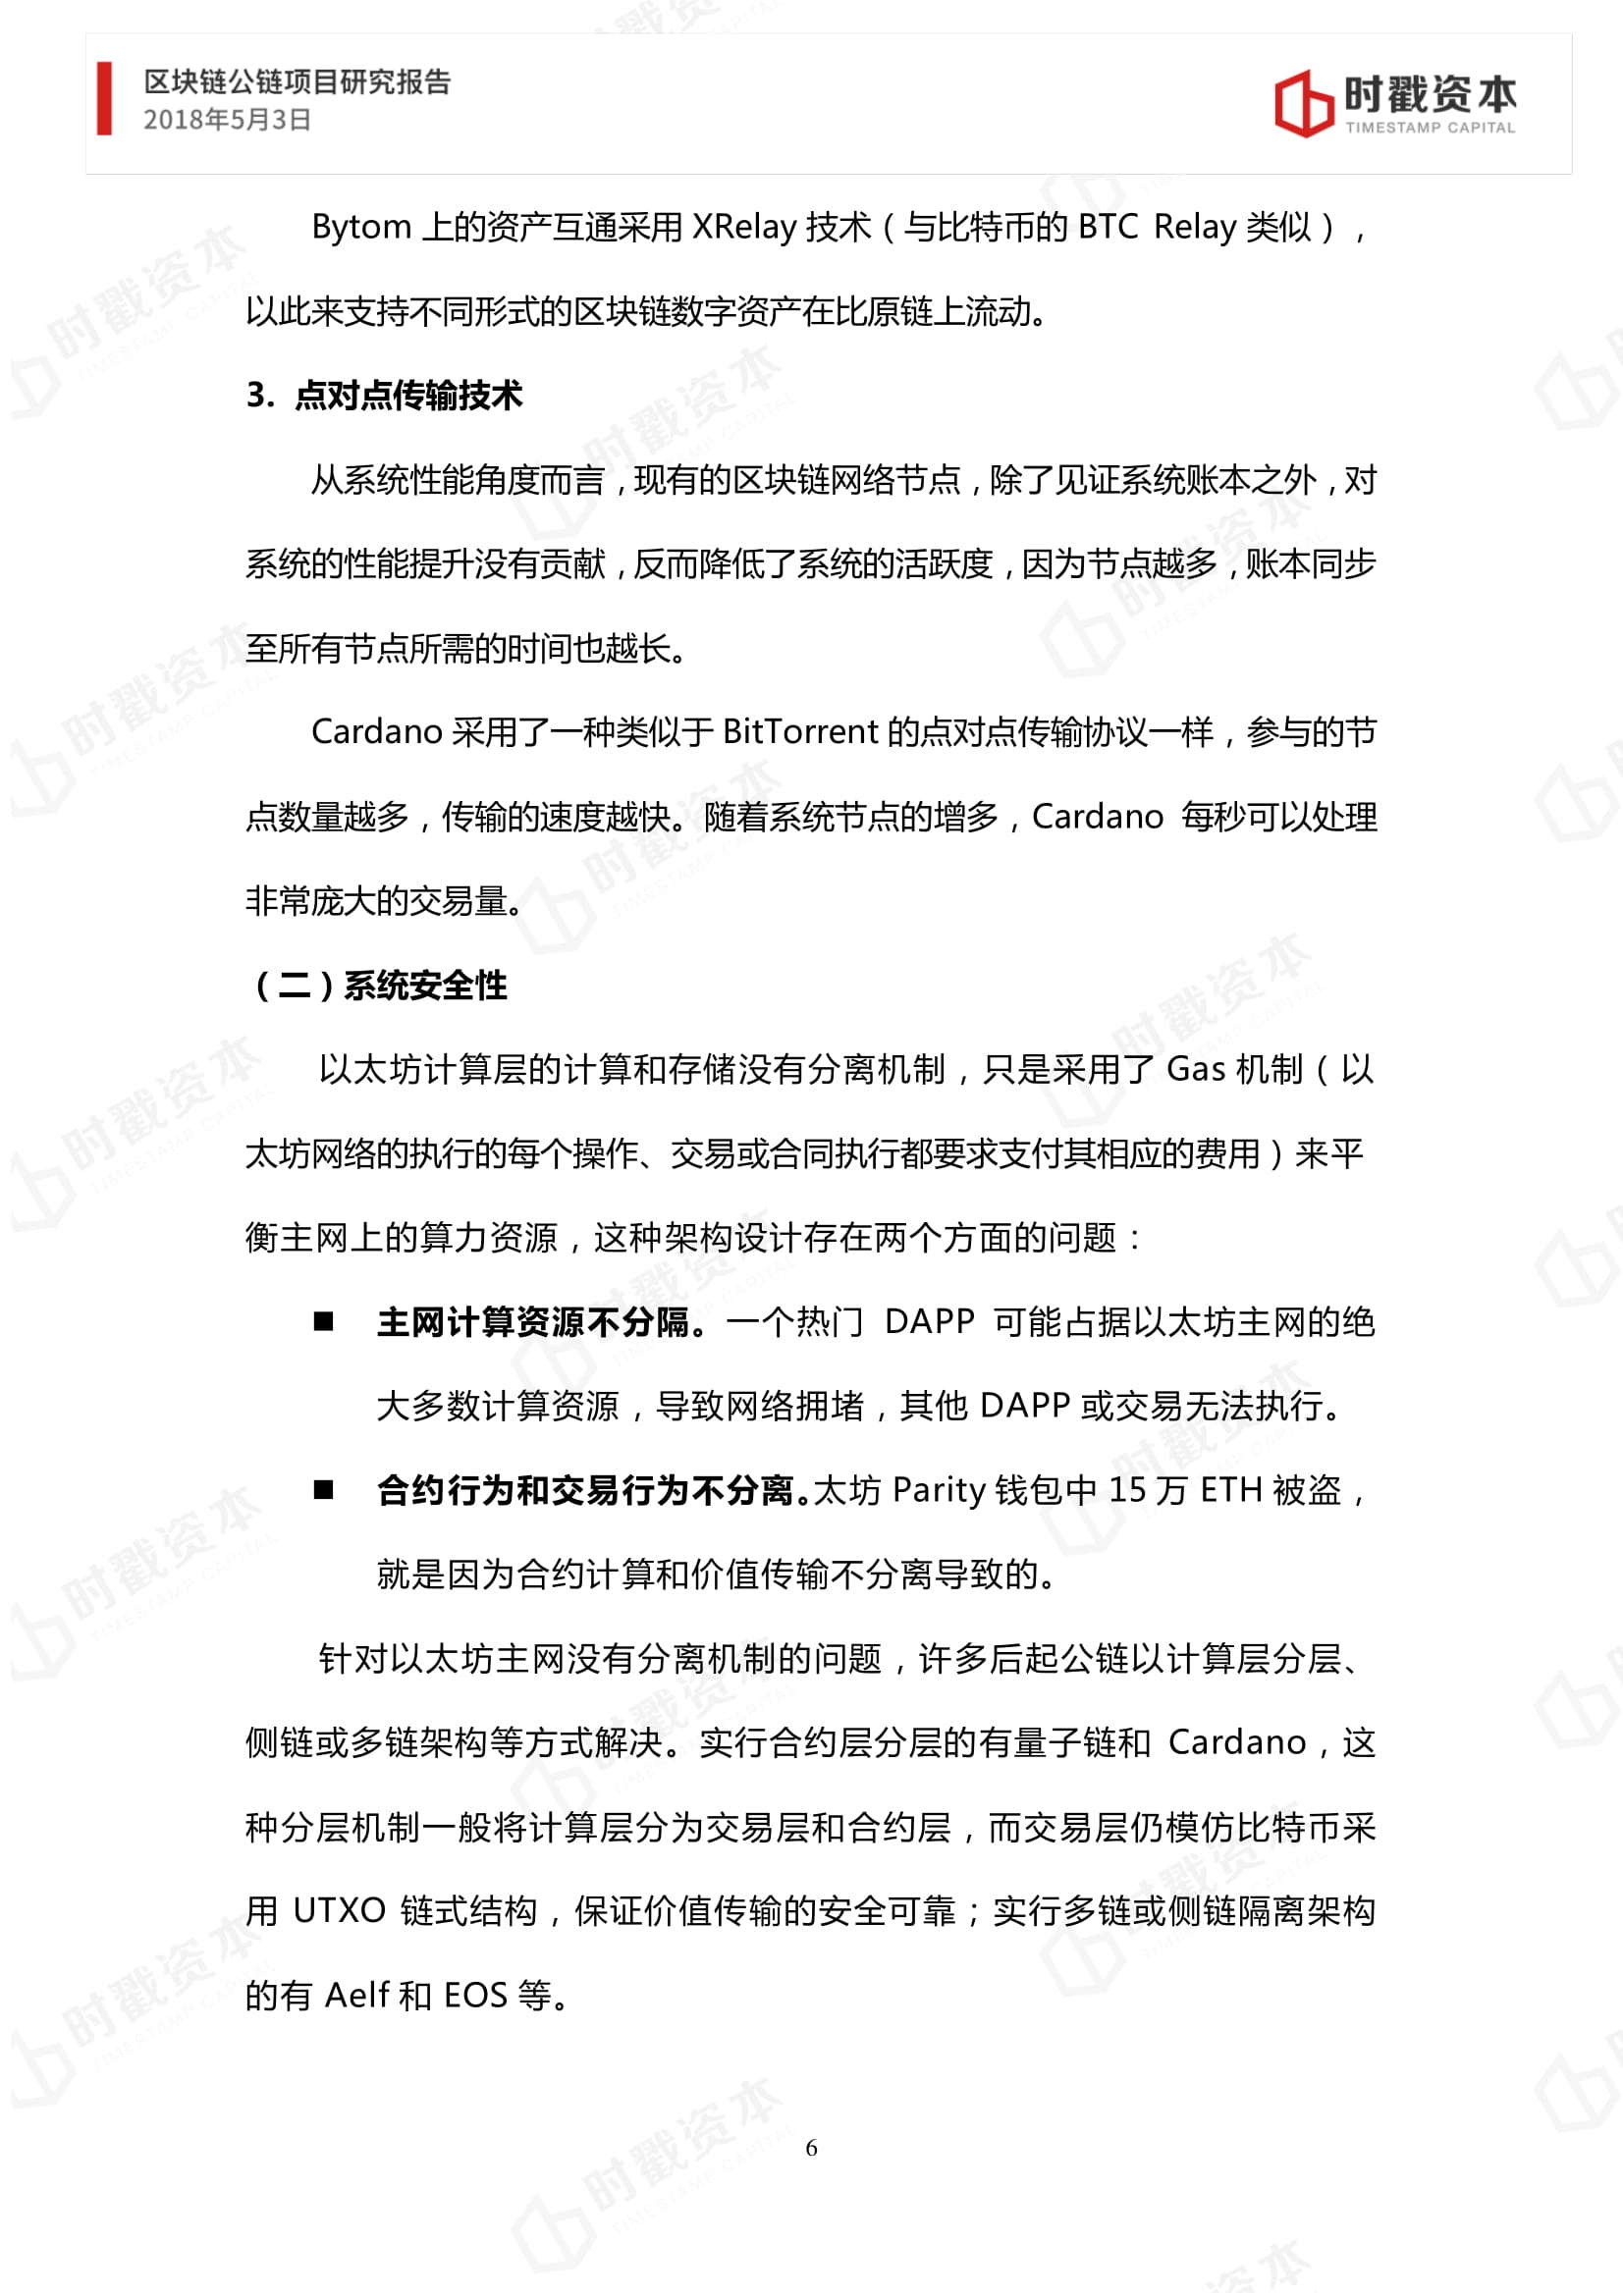 区块链公链项目研究报告
2018年5月3日
时戳资本
TIMESTAMP CAPITAL
Bytom 上的资产互通采用 XRelay 技术（与比特币的 BTC Relay 类似），
以此来支持不同形式的区块链数字资产在比原链上流动。
3. 点对点传输技术
从系统性能角度而言，现有的区块链网络节点，除了见证系统账本之外，对
系统的性能提升没有贡献，反而降低了系统的活跃度，因为节点越多，账本同步
至所有节点所需的时间也越长。
Cardano 采用了一种类似于 BitTorrent 的点对点传输协议一样，参与的节
点数量越多，传输的速度越快。随着系统节点的增多，Cardano 每秒可以处理
非常庞大的交易量。
（二）系统安全性
以太坊计算层的计算和存储没有分离机制，只是采用了 Gas 机制（以
太坊网络的执行的每个操作、交易或合同执行都要求支付其相应的费用）来平
衡主网上的算力资源，这种架构设计存在两个方面的问题：
■ 主网计算资源不分隔。一个热门 DAPP 可能占据以太坊主网的绝
大多数计算资源，导致网络拥堵，其他 DAPP 或交易无法执行。
■ 合约行为和交易行为不分离。太坊 Parity 钱包中 15 万 ETH 被盗，
就是因为合约计算和价值传输不分离导致的。
针对以太坊主网没有分离机制的问题，许多后起公链以计算层分层、
侧链或多链架构等方式解决。实行合约层分层的有量子链和 Cardano，这
种分层机制一般将计算层分为交易层和合约层，而交易层仍模仿比特币采
用 UTXO 链式结构，保证价值传输的安全可靠；实行多链或侧链隔离架构
的有 Aelf 和 EOS 等。
6